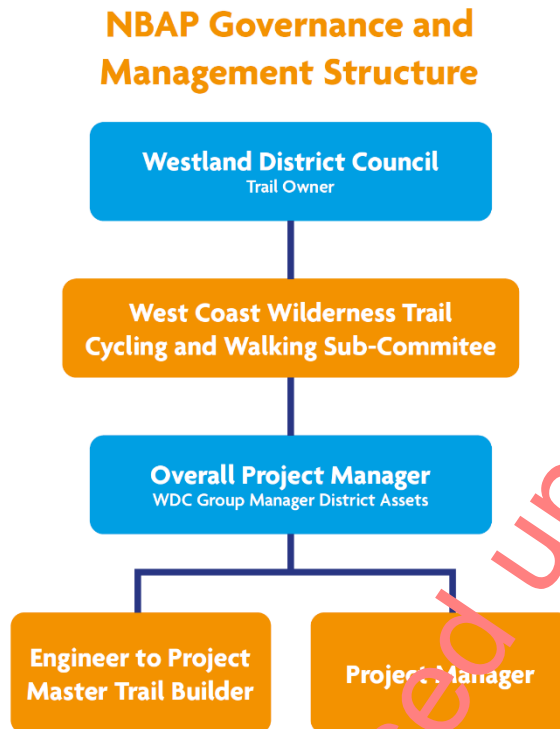 NBAP Governance and
Management Structure
Westland District Council
Trail Owner
West Coast Wilderness Trail
Cycling and Walking Sub-Commitee
Overall Project Manager
WDC Group Manager District Assets
Engineer to Project
Master Trail Builder
Project Manager